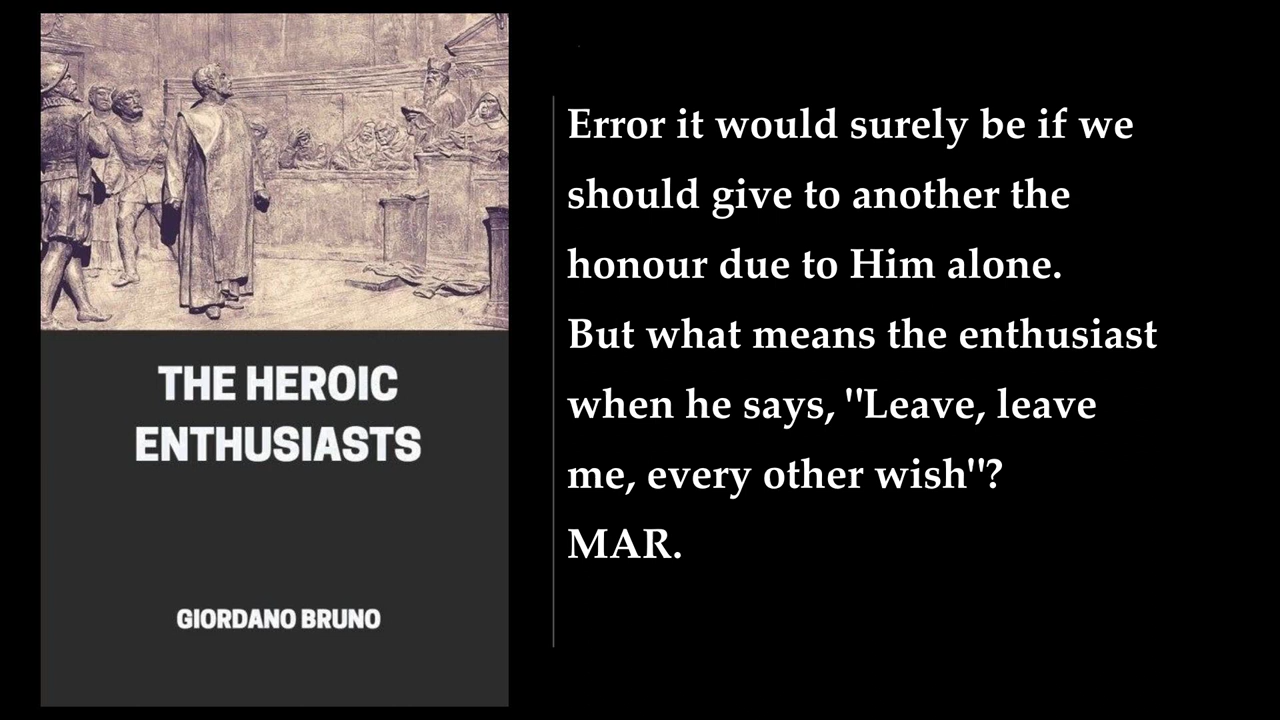 THE HEROIC
ENTHUSIASTS
GIORDANO BRUNO
Error it would surely be if we
should give to another the
honour due to Him alone.
But what means the enthusiast
when he says, "Leave, leave
me, every other wish"?
MAR.